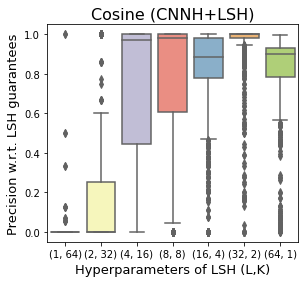 Cosine (CNNH+LSH)
Precision w.r.t. LSH guarantees
1.0
0.8
0.6
0.4
0.2
0.0
(1, 64) (2, 32) (4, 16) (8, 8) (16, 4) (32, 2) (64, 1)
Hyperparameters of LSH (L,K)